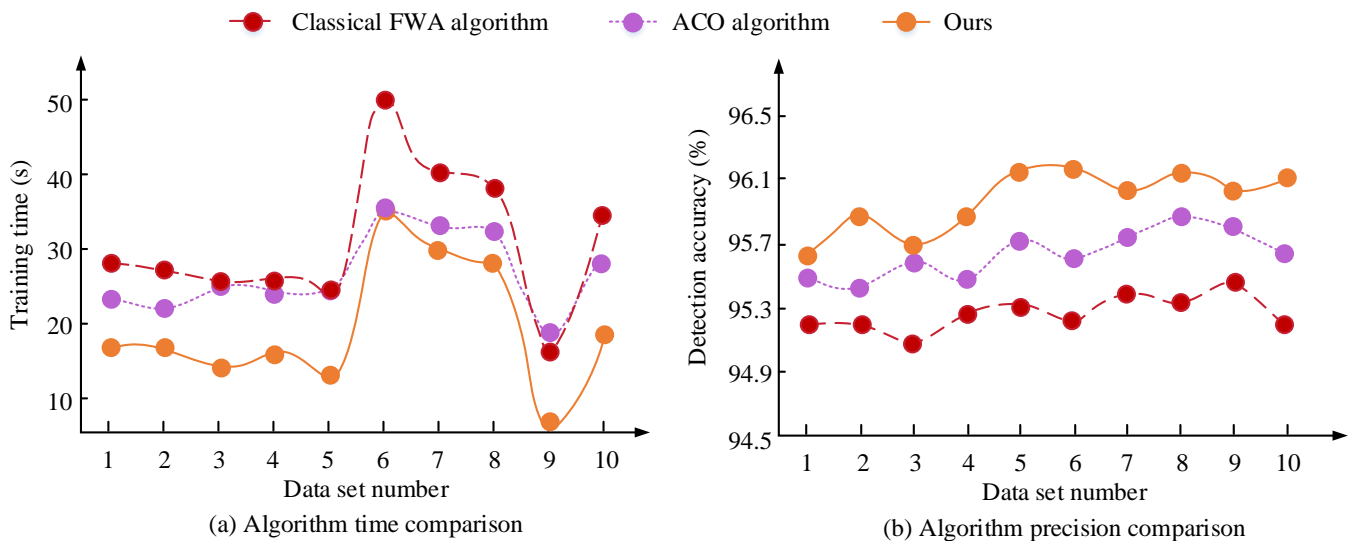 Classical FWA algorithm ACO algorithm Ours
50
40
30
20
10
Training time (s)
1 2 3 4 5 6 7 8 9 10
Data set number
(a) Algorithm time comparison
96.5
96.1
95.7
95.3
94.9
94.5
Detection accuracy (%)
1 2 3 4 5 6 7 8 9 10
Data set number
(b) Algorithm precision comparison